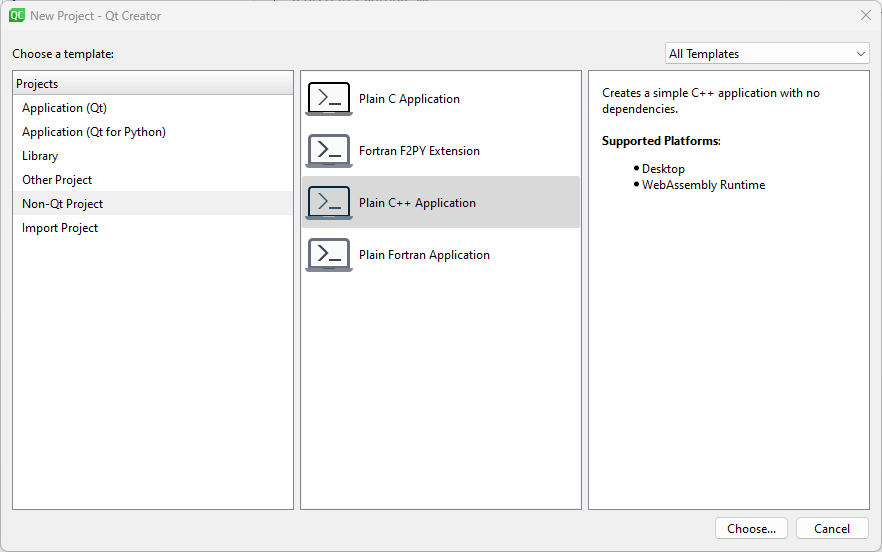 New Project - Qt Creator
Choose a template:
All Templates
Projects
Application (Qt)
Application (Qt for Python)
Library
Other Project
Non-Qt Project
Import Project
Plain C Application
Fortran F2PY Extension
Plain C++ Application
Plain Fortran Application
Creates a simple C++ application with no
dependencies.
Supported Platforms:
• Desktop
• WebAssembly Runtime
Choose...
Cancel